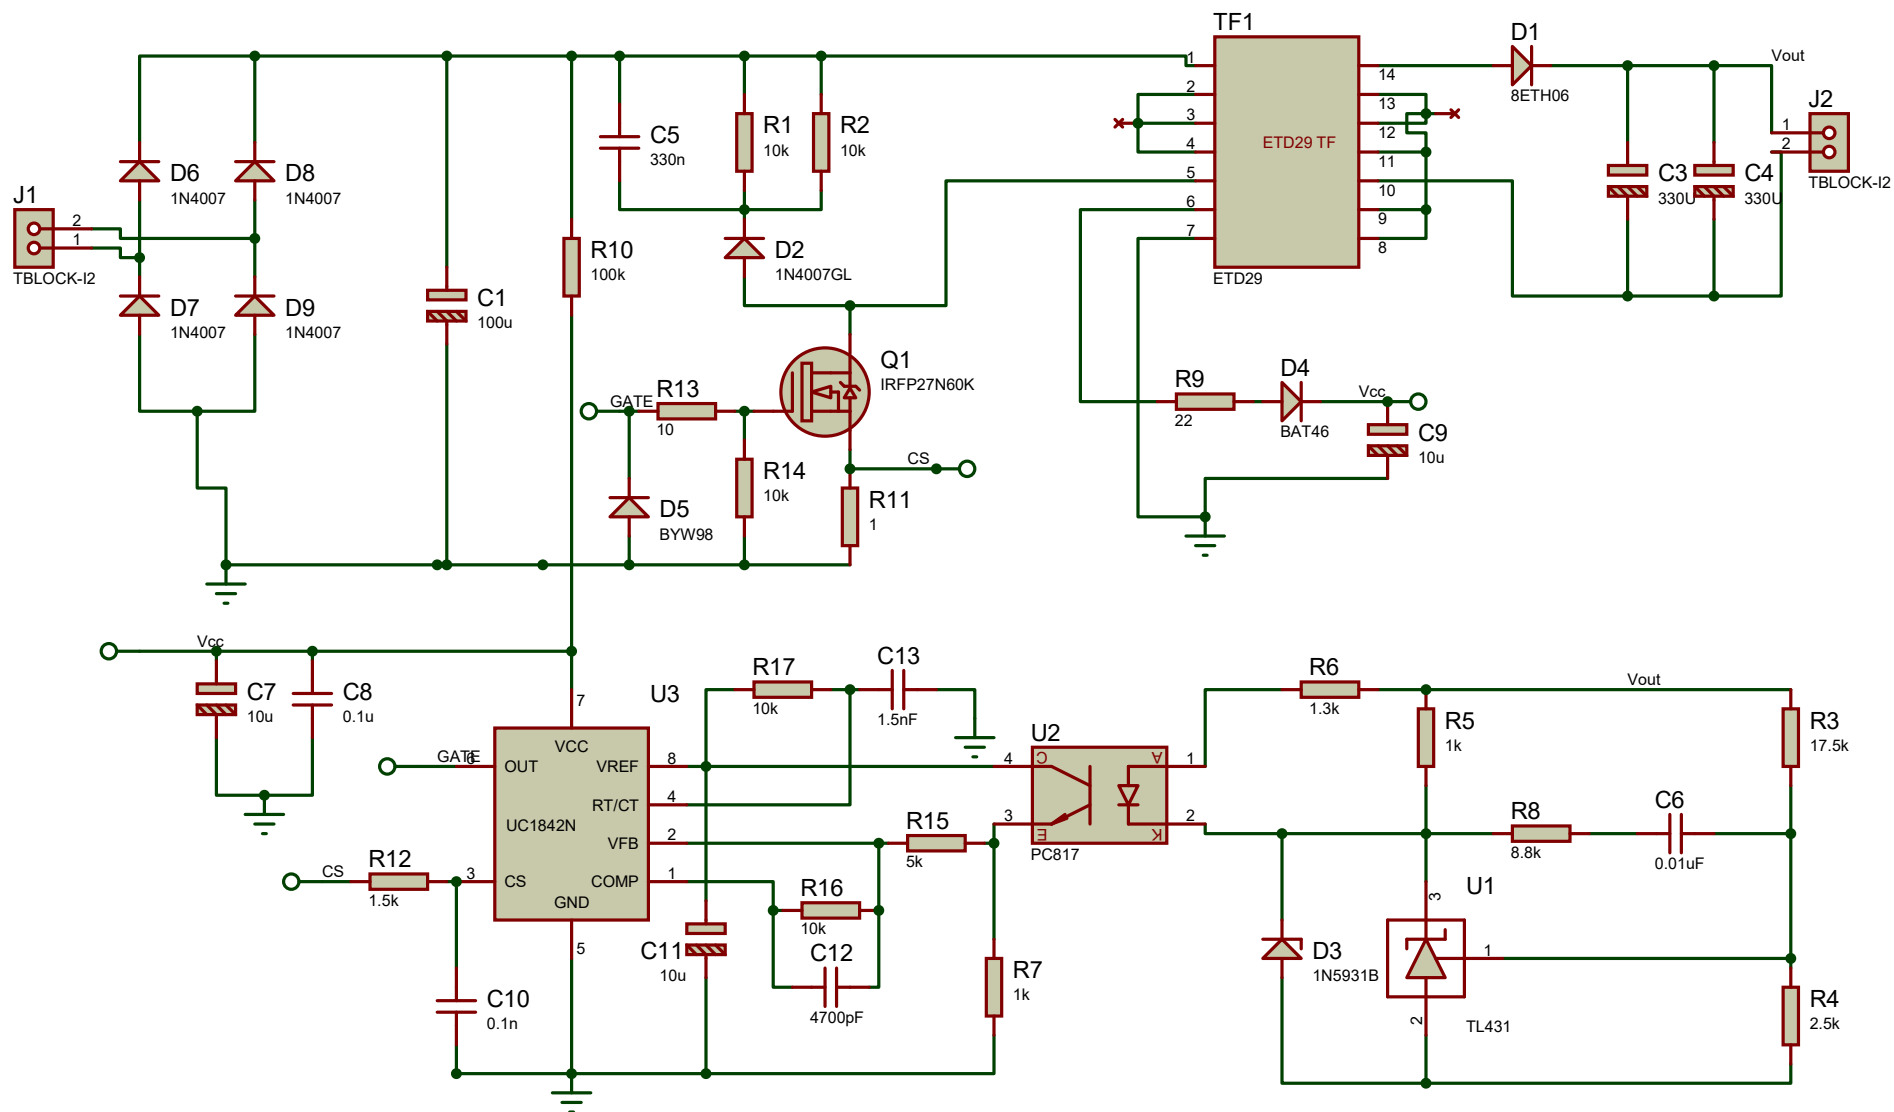 TF1
1
2
3
4
5
6
7
14
13
12
11
10
9
8
ETD29 TF
ETD29
D1
8ETH06
Vout
J2
1
2
TBLOCK-I2
C3
330U
C4
330U
C5
330n
R1
10k
R2
10k
D6
1N4007
D8
1N4007
J1
2
1
TBLOCK-I2
D7
1N4007
D9
1N4007
C1
100u
R10
100k
D2
1N4007GL
Q1
IRFP27N60K
GATE
R13
10
R14
10k
D5
BYW98
CS
R11
1
R9
22
D4
BAT46
Vcc
C9
10u
Vcc
C7
10u
C8
0.1u
U3
7
VCC
GATE
6
OUT
VREF
8
RT/CT
4
UC1842N
VFB
2
CS
R12
1.5k
3
CS
COMP
1
GND
5
C10
0.1n
R17
10k
C13
1.5nF
R15
5k
R16
10k
C12
4700pF
C11
10u
R7
1k
U2
4
C
A
1
3
E
K
2
PC817
R6
1.3k
R5
1k
Vout
R3
17.5k
R8
8.8k
C6
0.01uF
U1
3
1
2
TL431
D3
1N5931B
R4
2.5k